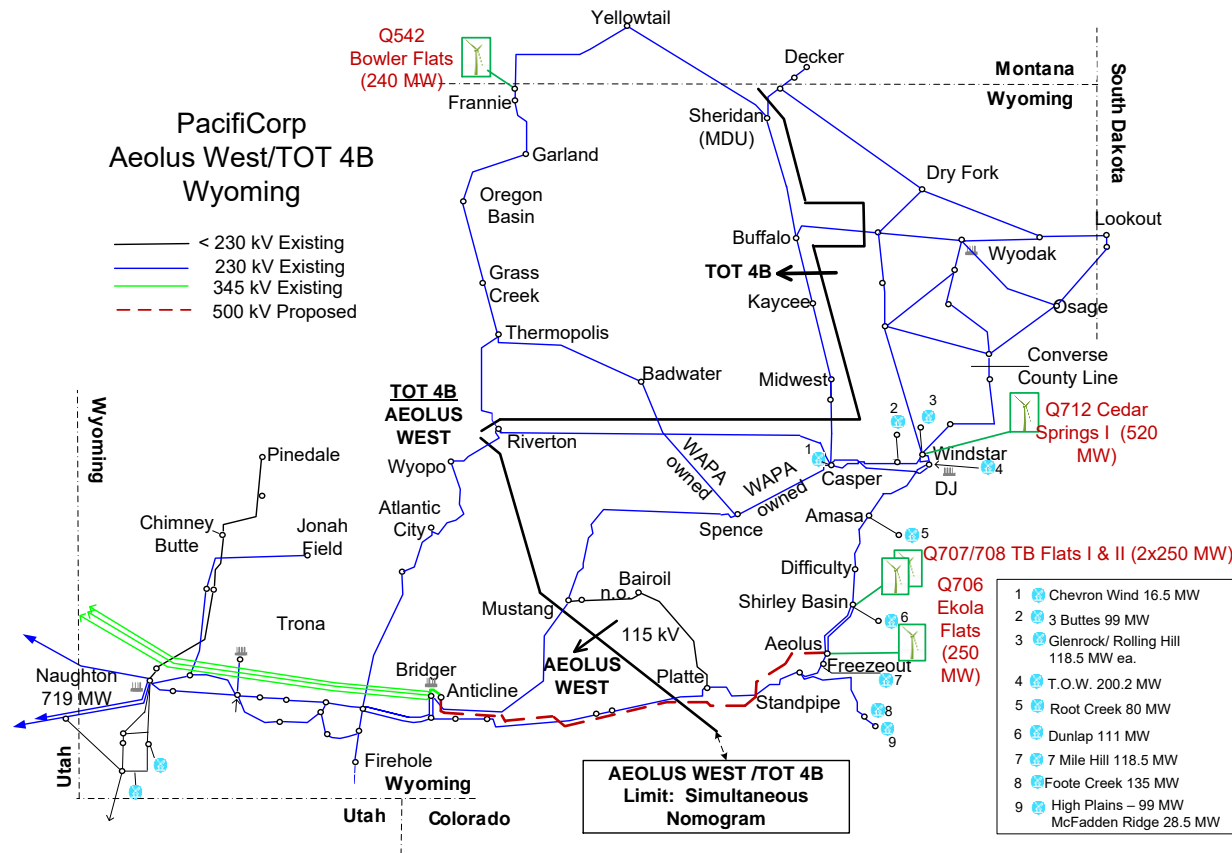 Yellowtail
Q542
Bowler Flats
(240 MW)
Decker
Montana
Wyoming
South Dakota
Frannie
Sheridan
(MDU)
PacifiCorp
Aeolus West/TOT 4B
Wyoming
Garland
Dry Fork
Oregon
Basin
Lookout
< 230 kV Existing
230 kV Existing
345 kV Existing
500 kV Proposed
Buffalo
Wyodak
TOT 4B
Grass
Creek
Kaycee
Osage
Thermopolis
Converse
County Line
Badwater
Midwest
TOT 4B
AEOLUS
WEST
Wyoming
2
3
Q712 Cedar
Springs I (520
MW)
Riverton
WAPA
owned
WAPA
owned
1
Casper
Windstar
4
DJ
Pinedale
Wyopo
Atlantic
City
Spence
Amasa
5
Chimney
Butte
Jonah
Field
Q707/708 TB Flats I & II (2x250 MW)
Difficulty
Q706
Ekola
Flats
(250
MW)
Bairoil
n.o.
Mustang
Shirley Basin
6
Trona
115 kV
Aeolus
AEOLUS
WEST
Freezeout
7
Naughton
719 MW
Bridger
Anticline
Platte
Standpipe
8
9
Firehole
Utah
Wyoming
Utah
Colorado
AEOLUS WEST /TOT 4B
Limit: Simultaneous
Nomogram
1 Chevron Wind 16.5 MW
2 3 Buttes 99 MW
3 Glenrock/ Rolling Hill
118.5 MW ea.
4 T.O.W. 200.2 MW
5 Root Creek 80 MW
6 Dunlap 111 MW
7 7 Mile Hill 118.5 MW
8 Foote Creek 135 MW
9 High Plains – 99 MW
McFadden Ridge 28.5 MW